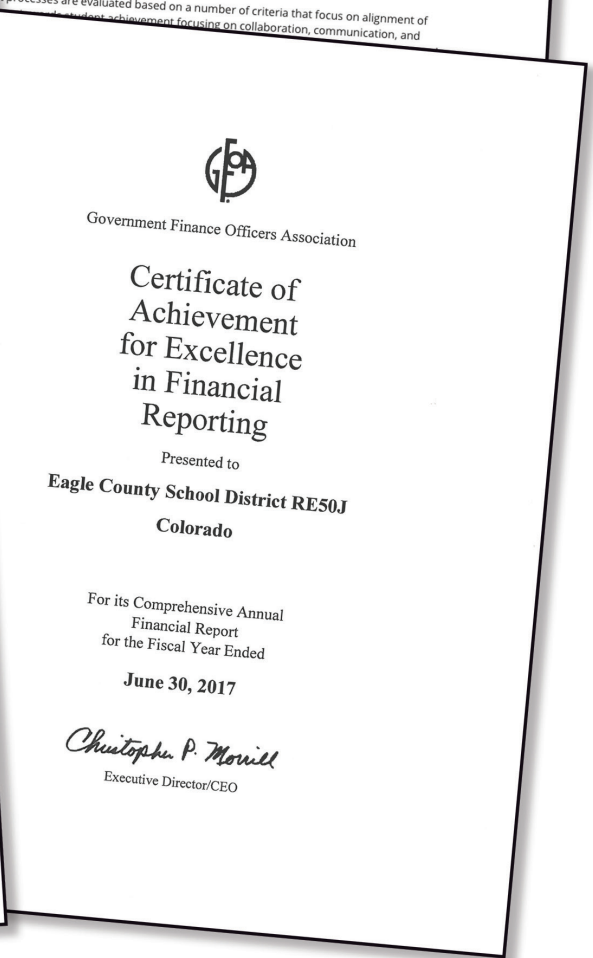 processes are evaluated based on a number of criteria that focus on alignment of
student achievement focusing on collaboration, communication, and
GFOA
Government Finance Officers Association
Certificate of
Achievement
for Excellence
in Financial
Reporting
Presented to
Eagle County School District RE50J
Colorado
For its Comprehensive Annual
Financial Report
for the Fiscal Year Ended
June 30, 2017
Christopher P. Morrill
Executive Director/CEO